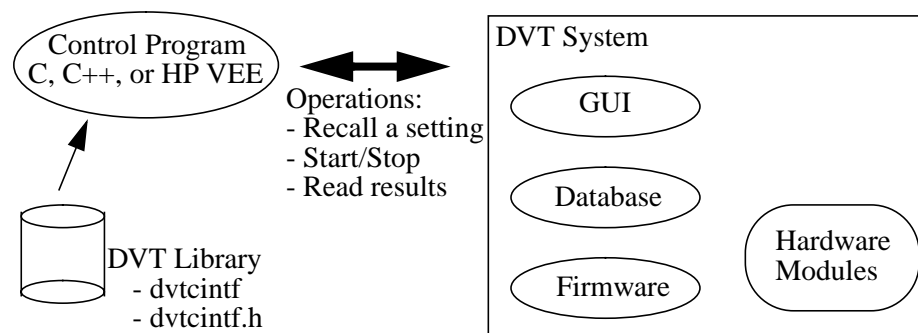 Control Program
C, C++, or HP VEE
Operations:
- Recall a setting
- Start/Stop
- Read results
DVT Library
- dvtcintf
- dvtcintf.h
DVT System
GUI
Database
Firmware
Hardware
Modules